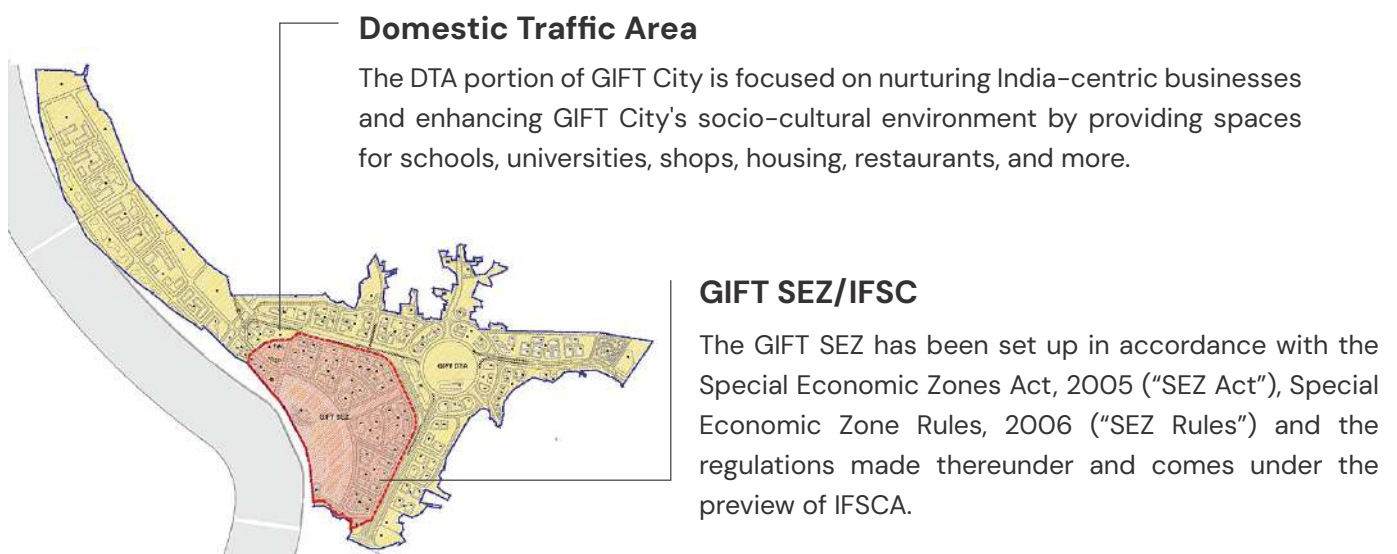 Domestic Traffic Area
The DTA portion of GIFT City is focused on nurturing India-centric businesses
and enhancing GIFT City's socio-cultural environment by providing spaces
for schools, universities, shops, housing, restaurants, and more.
GIFT DTA
GIFT SEZ
GIFT SEZ/IFSC
The GIFT SEZ has been set up in accordance with the
Special Economic Zones Act, 2005 (“SEZ Act”), Special
Economic Zone Rules, 2006 (“SEZ Rules”) and the
regulations made thereunder and comes under the
preview of IFSCA.